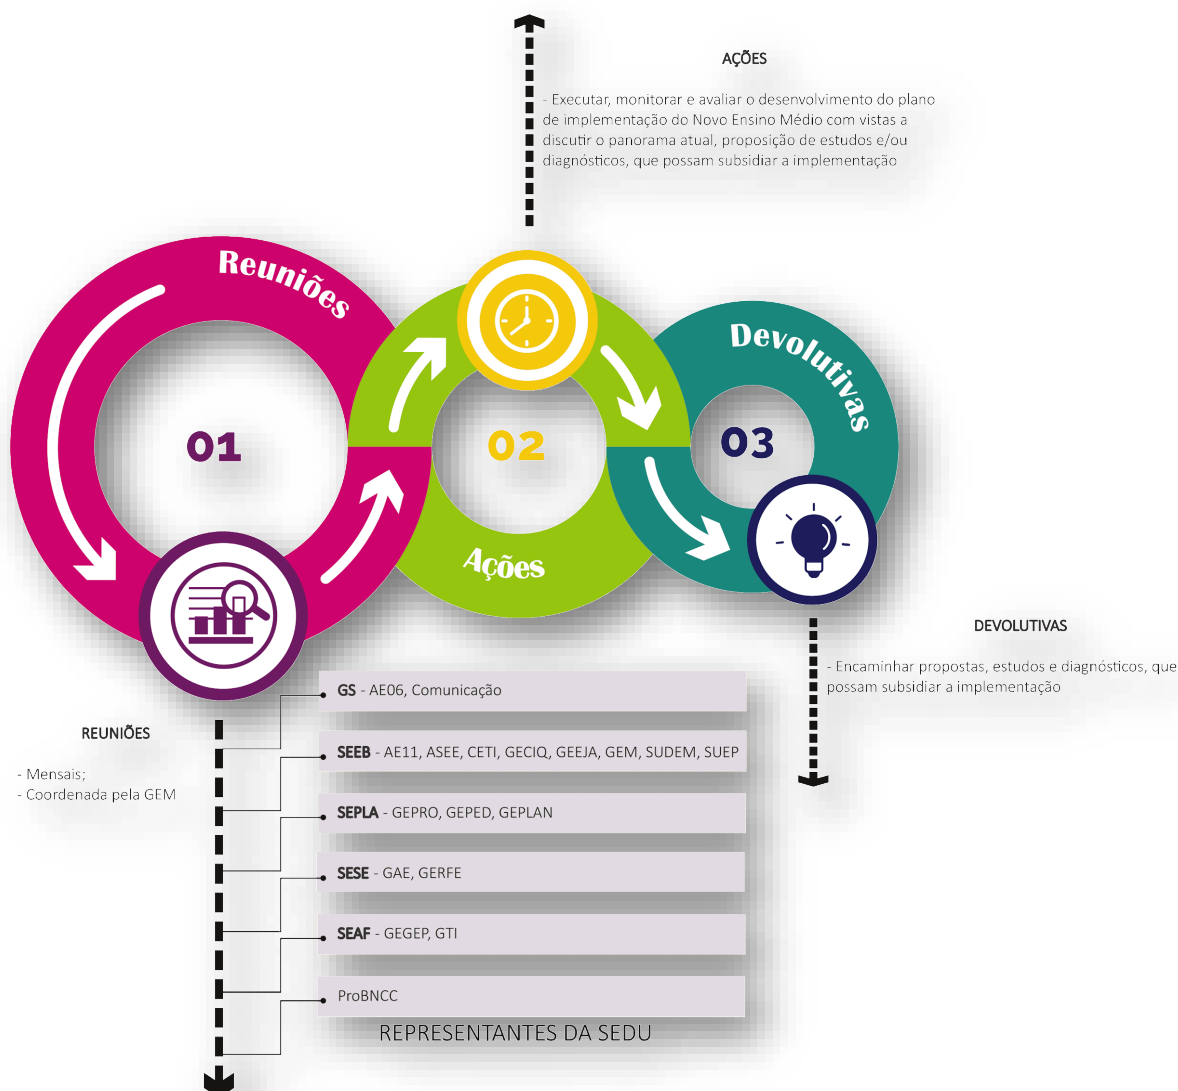 AÇÕES
- Executar, monitorar e avaliar o desenvolvimento do plano
de implementação do Novo Ensino Médio com vistas a
discutir o panorama atual, proposição de estudos e/ou
diagnósticos, que possam subsidiar a implementação
Reuniões
01
Ações
02
Devolutivas
03
DEVOLUTIVAS
- Encaminhar propostas, estudos e diagnósticos, que
possam subsidiar a implementação
REUNIÕES
- Mensais;
- Coordenada pela GEM
GS - AE06, Comunicação
SEEB - AE11, ASEE, CETI, GECIQ, GEEJA, GEM, SUDEM, SUEP
SEPLA - GEPRO, GEPED, GEPLAN
SESE - GAE, GERFE
SEAF - GEGEP, GTI
ProBNCC
REPRESENTANTES DA SEDU